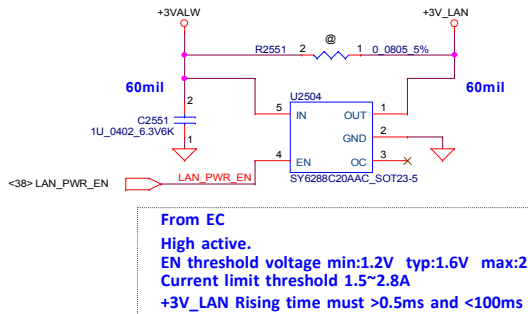 +3VALW
+3V_LAN
@
R2551
2
1
0_0805_5%
60mil
U2504
60mil
2
C2551
1U_0402_6.3V6K
1
5
IN
OUT
1
GND
2
4
EN
OC
3
<38> LAN_PWR_EN
LAN_PWR_EN
SY6288C20AAC_SOT23-5
From EC
High active.
EN threshold voltage min:1.2V typ:1.6V max:2
Current limit threshold 1.5~2.8A
+3V_LAN Rising time must >0.5ms and <100ms